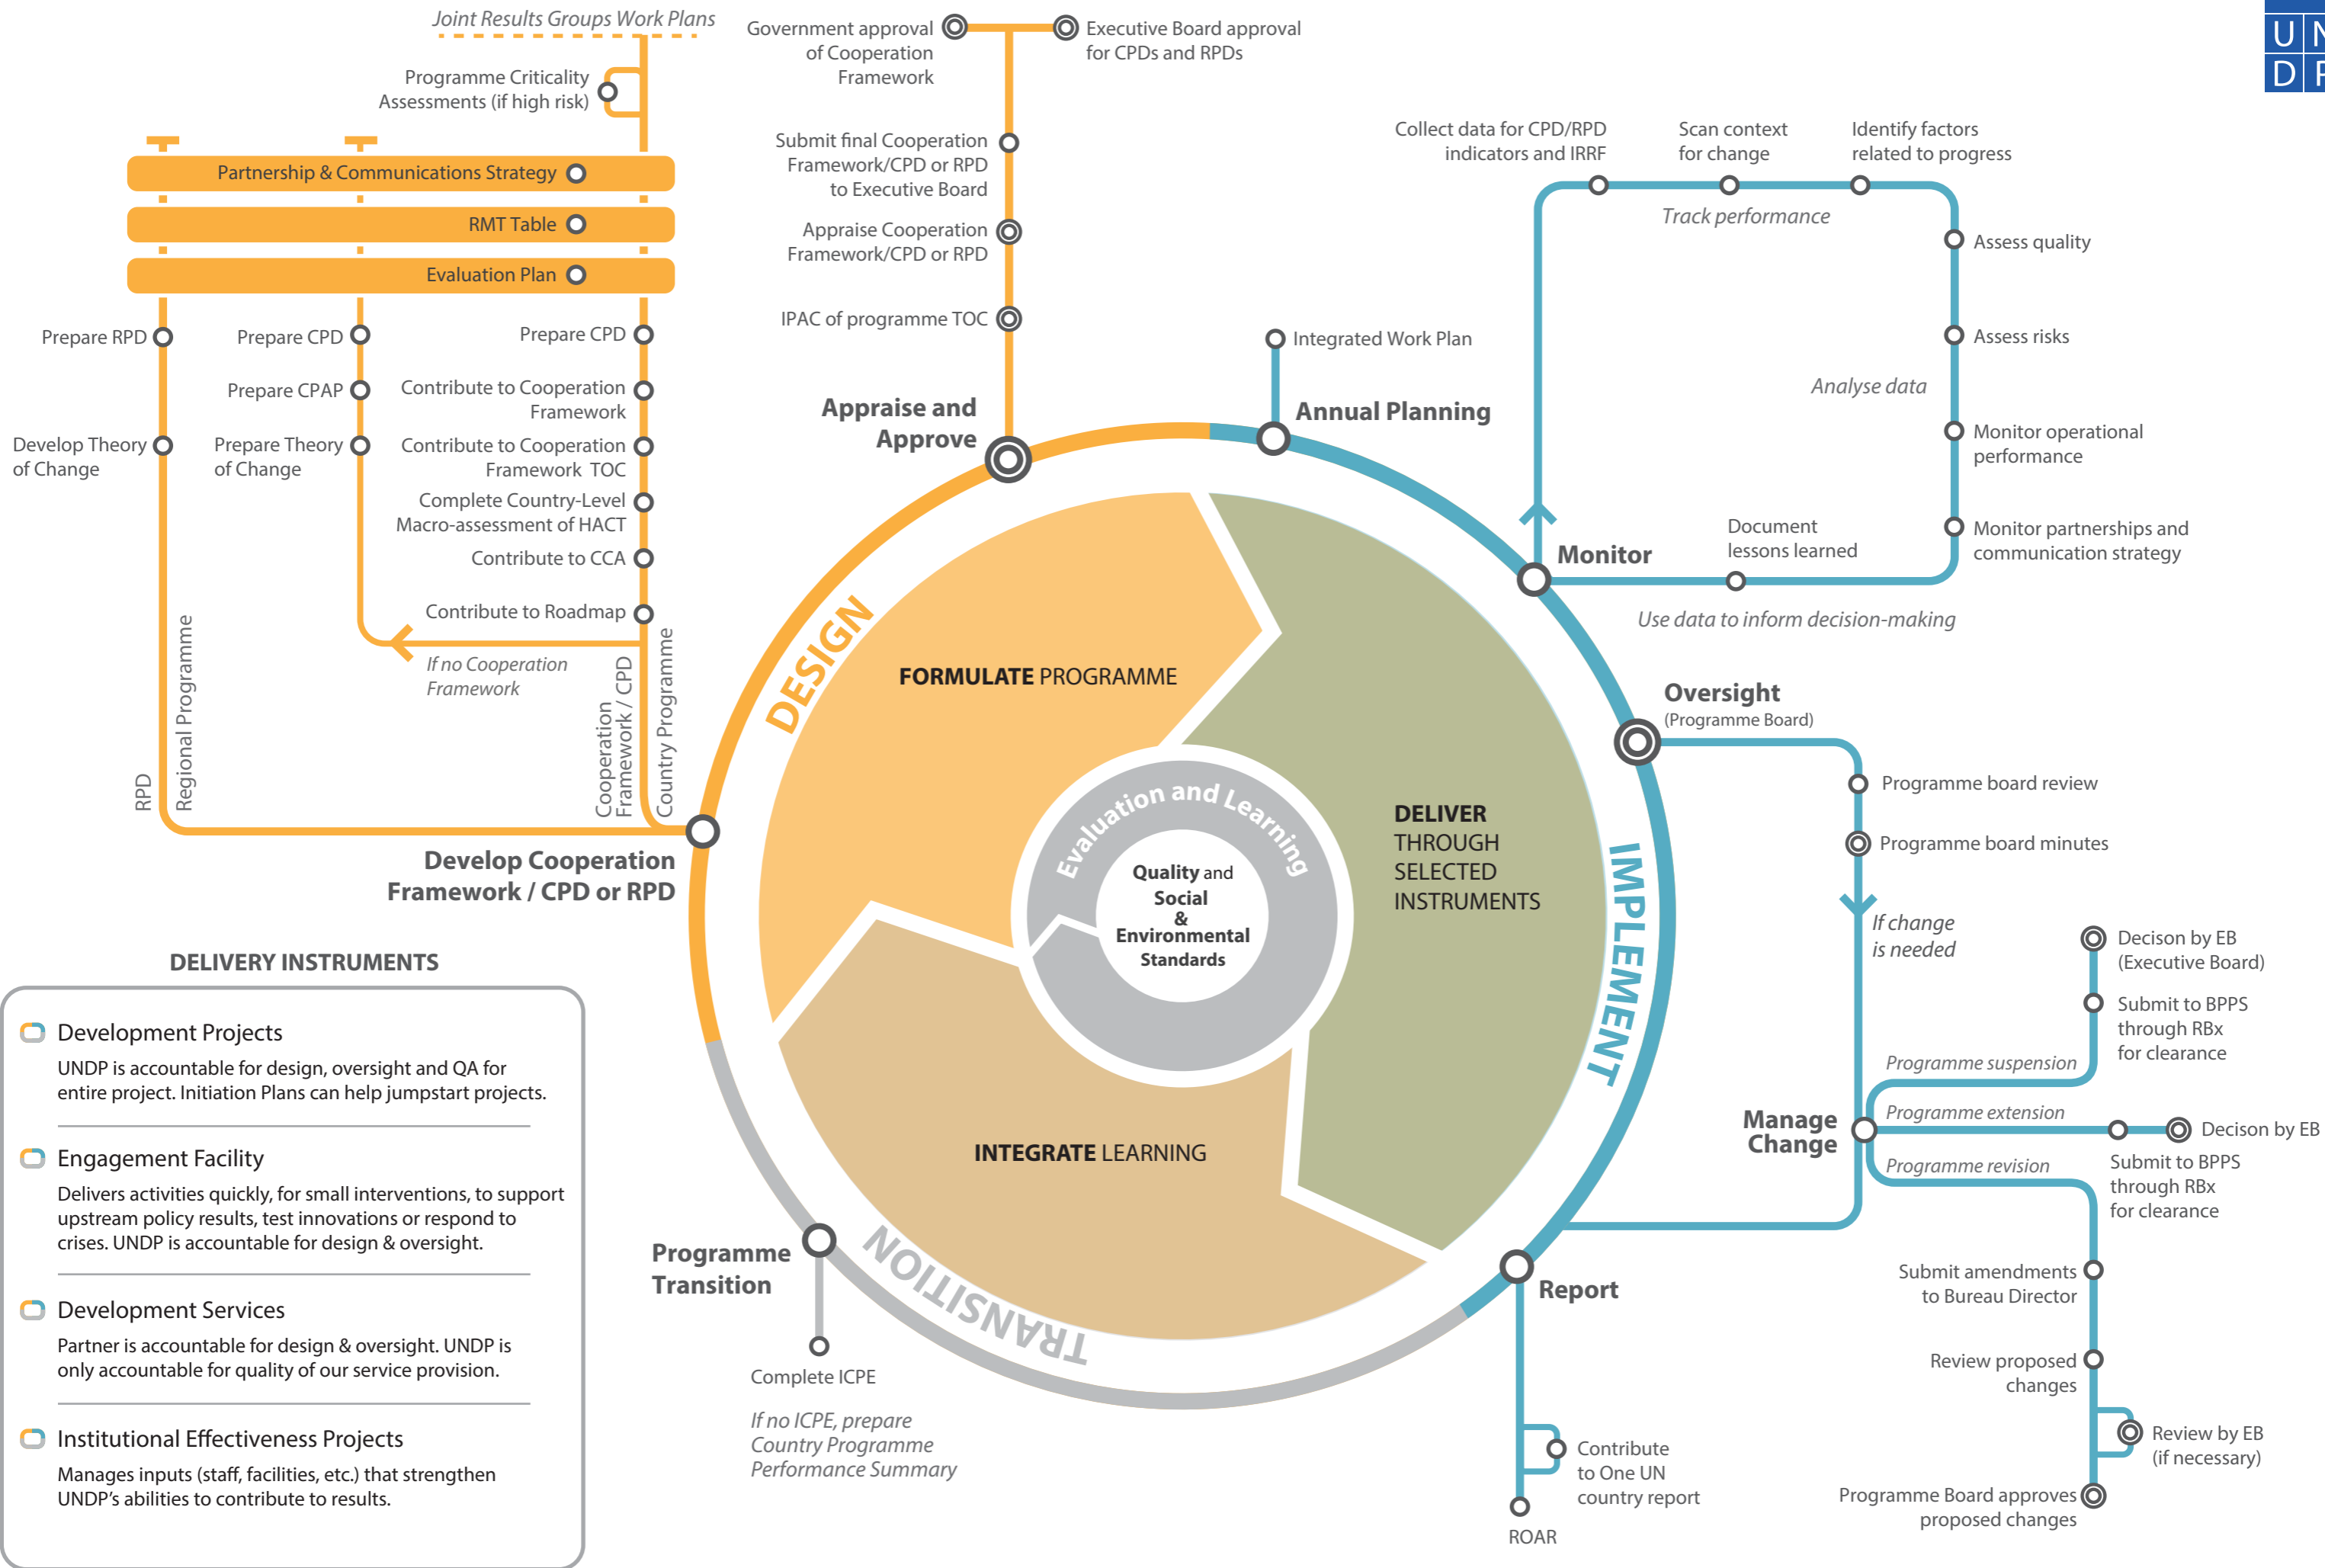 Joint Results Groups Work Plans
Programme Criticality
Assessments (if high risk)
Partnership & Communications Strategy
RMT Table
Evaluation Plan
Prepare RPD
Develop Theory
of Change
RPD
Regional Programme
Prepare CPD
Prepare CPAP
Prepare Theory
of Change
Prepare CPD
Contribute to Cooperation
Framework
Contribute to Cooperation
Framework TOC
Complete Country-Level
Macro-assessment of HACT
Contribute to CCA
Contribute to Roadmap
If no Cooperation
Framework
Cooperation
Framework / CPD
Country Programme
Develop Cooperation
Framework / CPD or RPD
Government approval
of Cooperation
Framework
Executive Board approval
for CPDs and RPDs
Submit final Cooperation
Framework/CPD or RPD
to Executive Board
Appraise Cooperation
Framework/CPD or RPD
IPAC of programme TOC
Appraise and
Approve
Integrated Work Plan
Annual Planning
UN
DP
Collect data for CPD/RPD
indicators and IRRF
Scan context
for change
Identify factors
related to progress
Track performance
Assess quality
Assess risks
Analyse data
Monitor operational
performance
Monitor partnerships and
communication strategy
Document
lessons learned
Monitor
Use data to inform decision-making
Oversight
(Programme Board)
Programme board review
Programme board minutes
If change
is needed
Decison by EB
(Executive Board)
Submit to BPPS
through RBx
for clearance
Programme suspension
Manage
Change
Programme extension
Decison by EB
Submit to BPPS
through RBx
for clearance
Programme revision
Submit amendments
to Bureau Director
Review proposed
changes
Review by EB
(if necessary)
Programme Board approves
proposed changes
Report
Contribute
to One UN
country report
ROAR
Programme
Transition
Complete ICPE
If no ICPE, prepare
Country Programme
Performance Summary
DESIGN
IMPLEMENT
TRANSITION
FORMULATE PROGRAMME
DELIVER
THROUGH
SELECTED
INSTRUMENTS
INTEGRATE LEARNING
Evaluation and Learning
Quality and
Social
&
Environmental
Standards
DELIVERY INSTRUMENTS
Development Projects
UNDP is accountable for design, oversight and QA for
entire project. Initiation Plans can help jumpstart projects.
Engagement Facility
Delivers activities quickly, for small interventions, to support
upstream policy results, test innovations or respond to
crises. UNDP is accountable for design & oversight.
Development Services
Partner is accountable for design & oversight. UNDP is
only accountable for quality of our service provision.
Institutional Effectiveness Projects
Manages inputs (staff, facilities, etc.) that strengthen
UNDP's abilities to contribute to results.